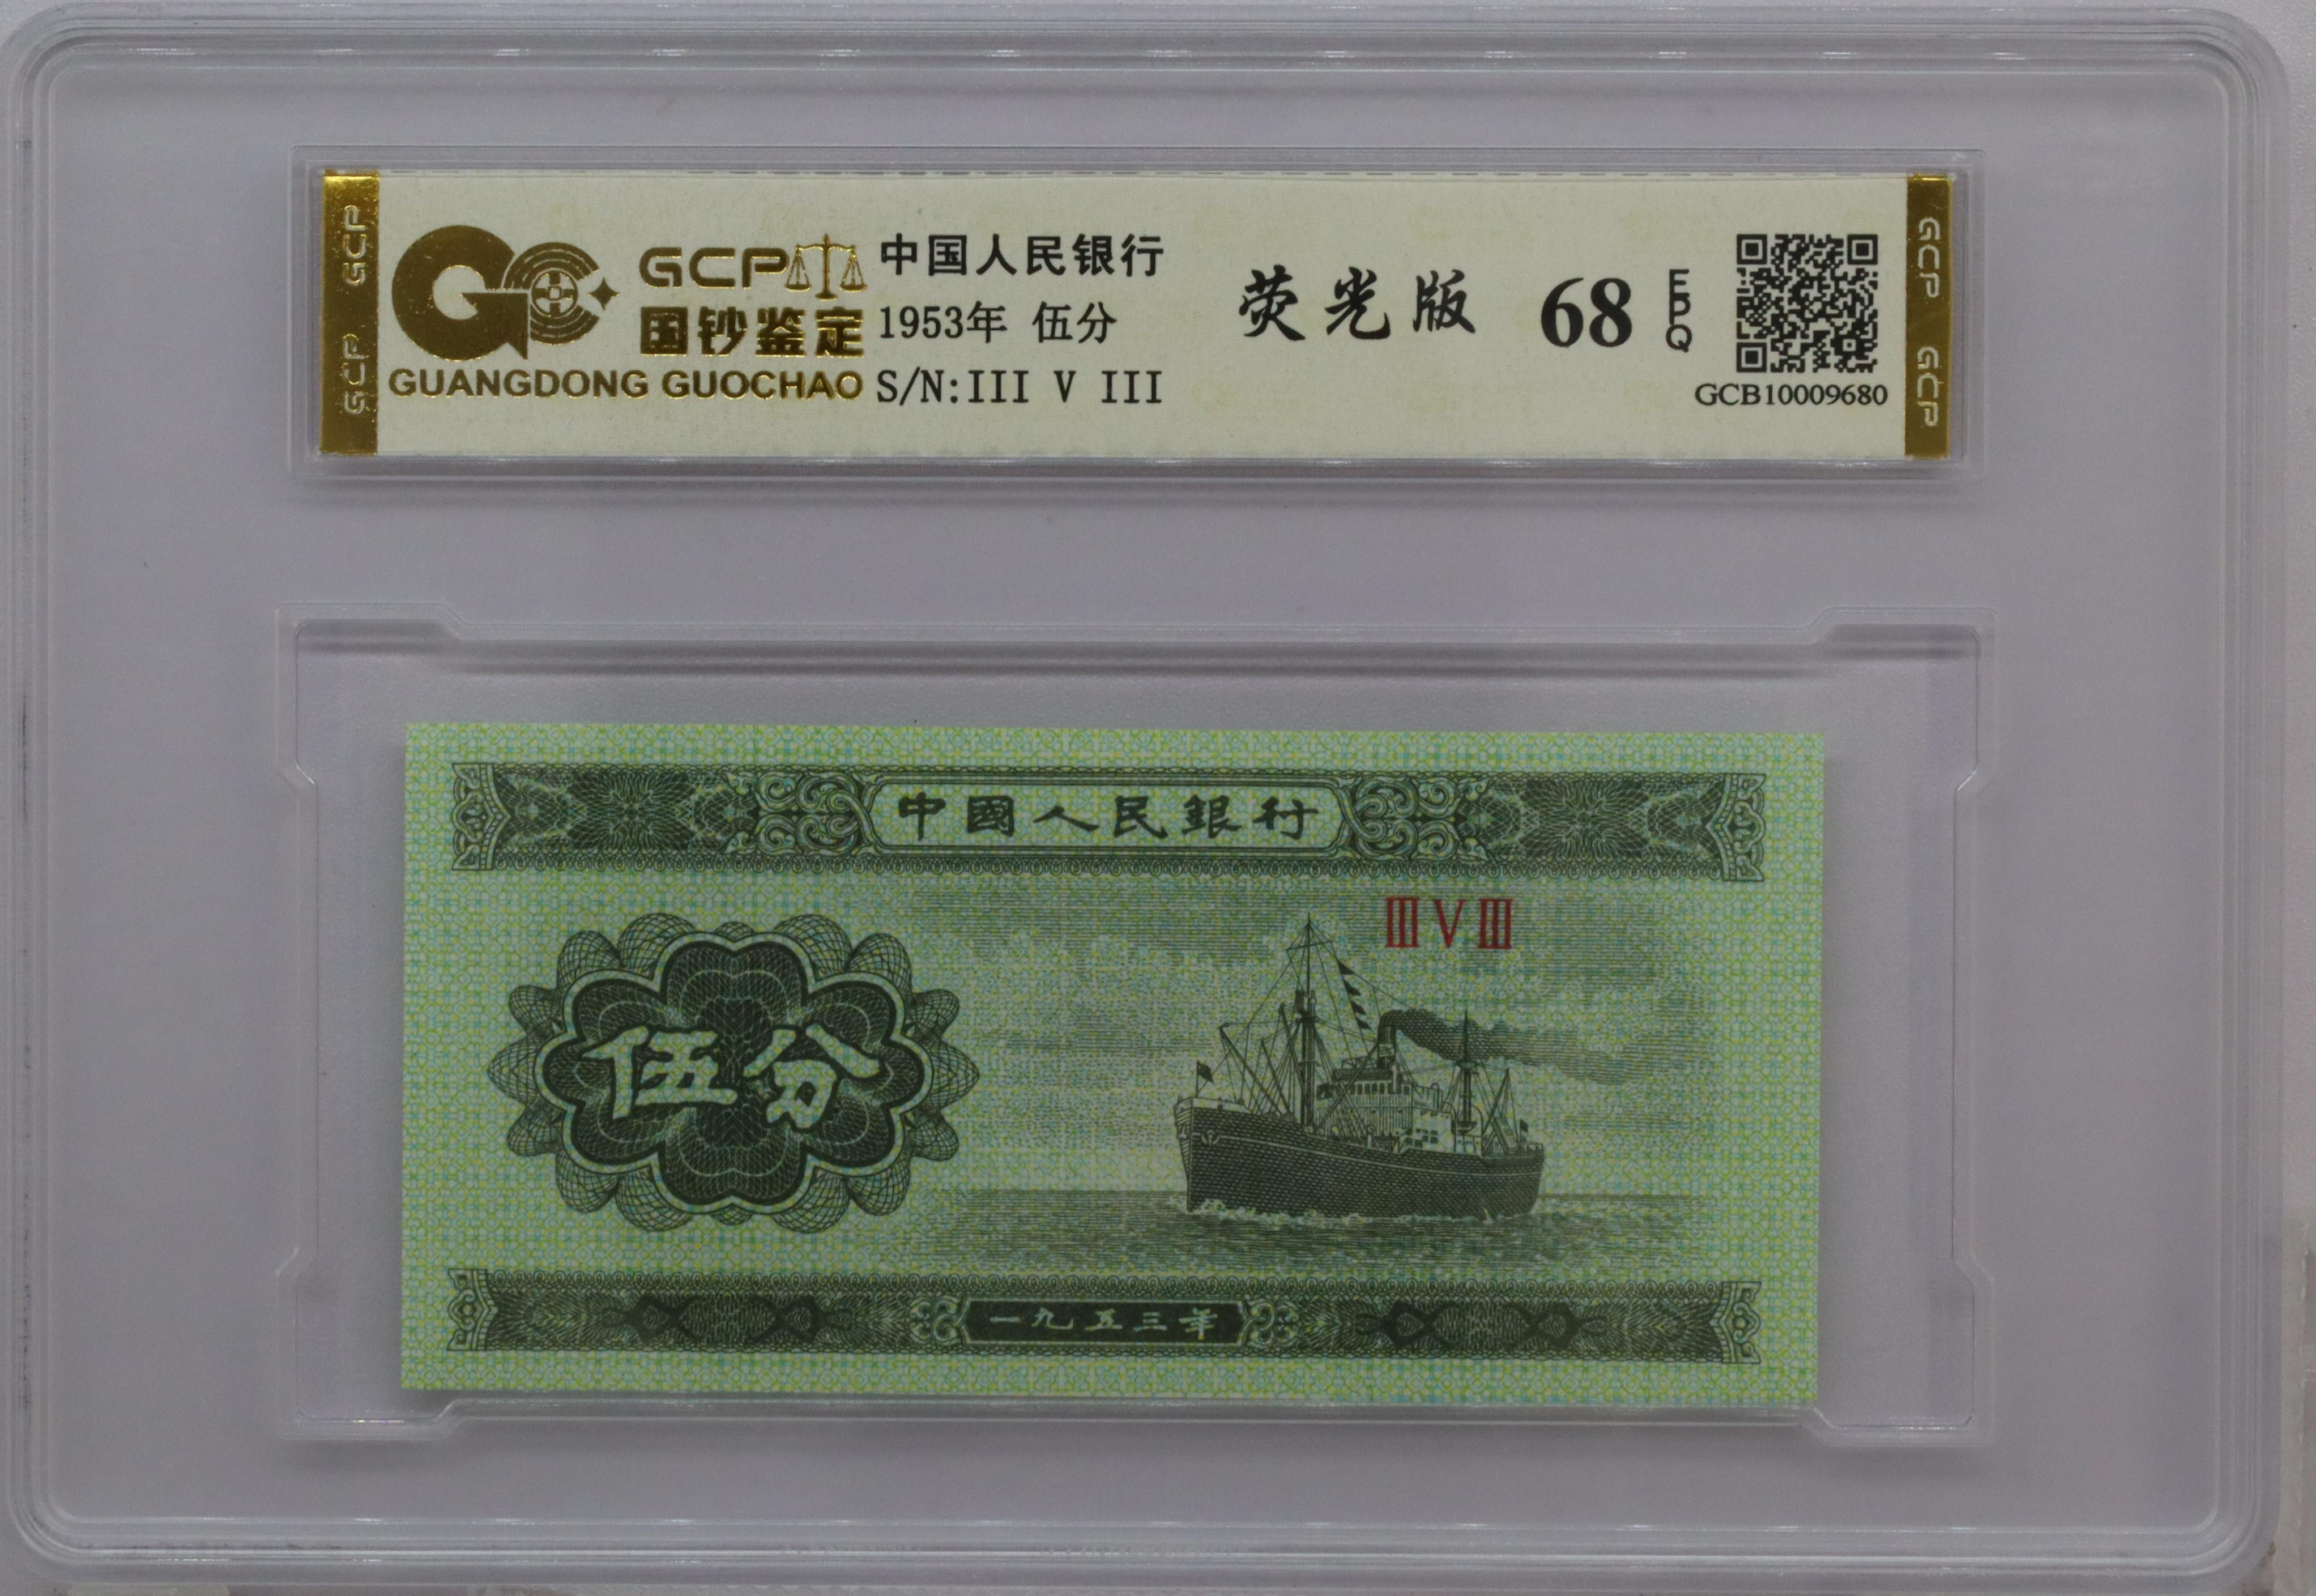 GCP GCP
GCP
国钞鉴定
GUANGDONG GUOCHAO
中国人民银行
1953年 伍分
S/N:III V III
荧光版
68
EPQ
GCB10009680
GCP GCP
中國人民銀行
ⅢⅤⅢ
伍分
一九五三年